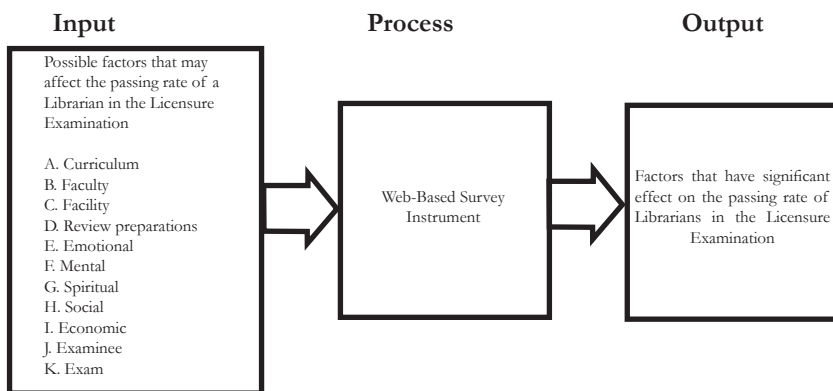 Input
Process
Output
Possible factors that may
affect the passing rate of a
Librarian in the Licensure
Examination
A. Curriculum
B. Faculty
C. Facility
D. Review preparations
E. Emotional
F. Mental
G. Spiritual
H. Social
I. Economic
J. Examinee
K. Exam
Web-Based Survey
Instrument
Factors that have significant
effect on the passing rate of
Librarians in the Licensure
Examination